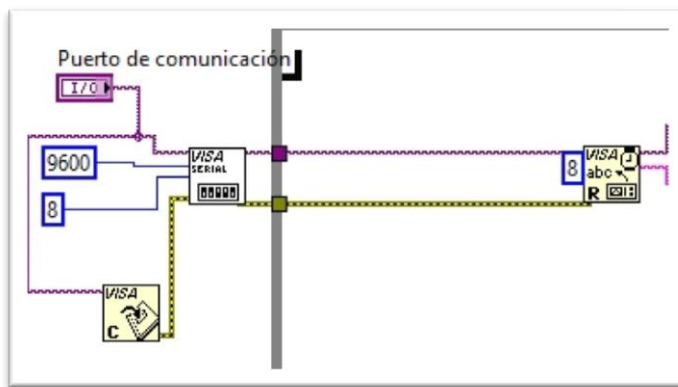 Puerto de comunicación
I/O
9600
VISA
SERIAL
8
8
VISA
abc
R
VISA
C